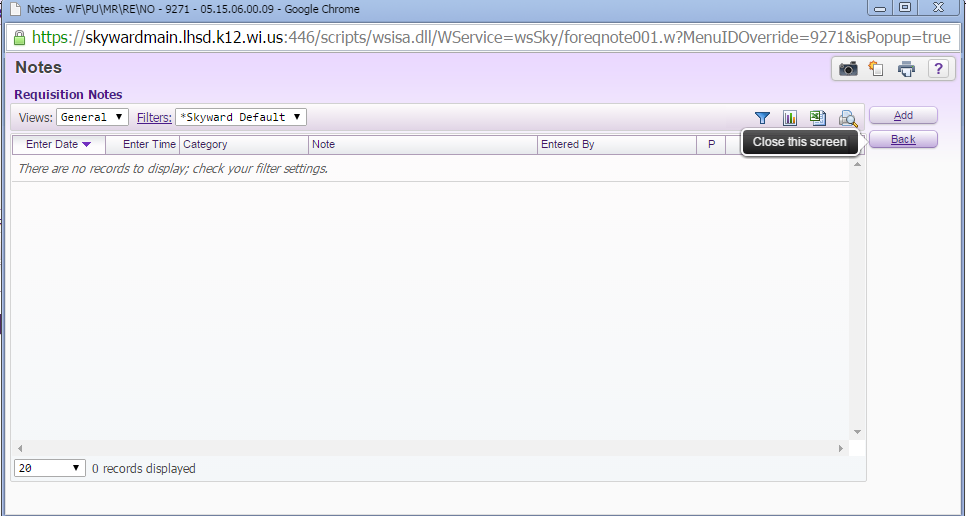 Notes - WF\PU\MR\RE\NO - 9271 - 05.15.06.00.09 - Google Chrome
https://skywardmain.lhsd.k12.wi.us:446/scripts/wsisa.dll/WService=wsSky/foreqnote001.w?MenuIDOverride=9271&isPopup=true
Notes
?
Requisition Notes
Views: General Filters: *Skyward Default
Add
Enter Date Enter Time Category Note Entered By P
Close this screen
Back
There are no records to display; check your filter settings.
20 0 records displayed